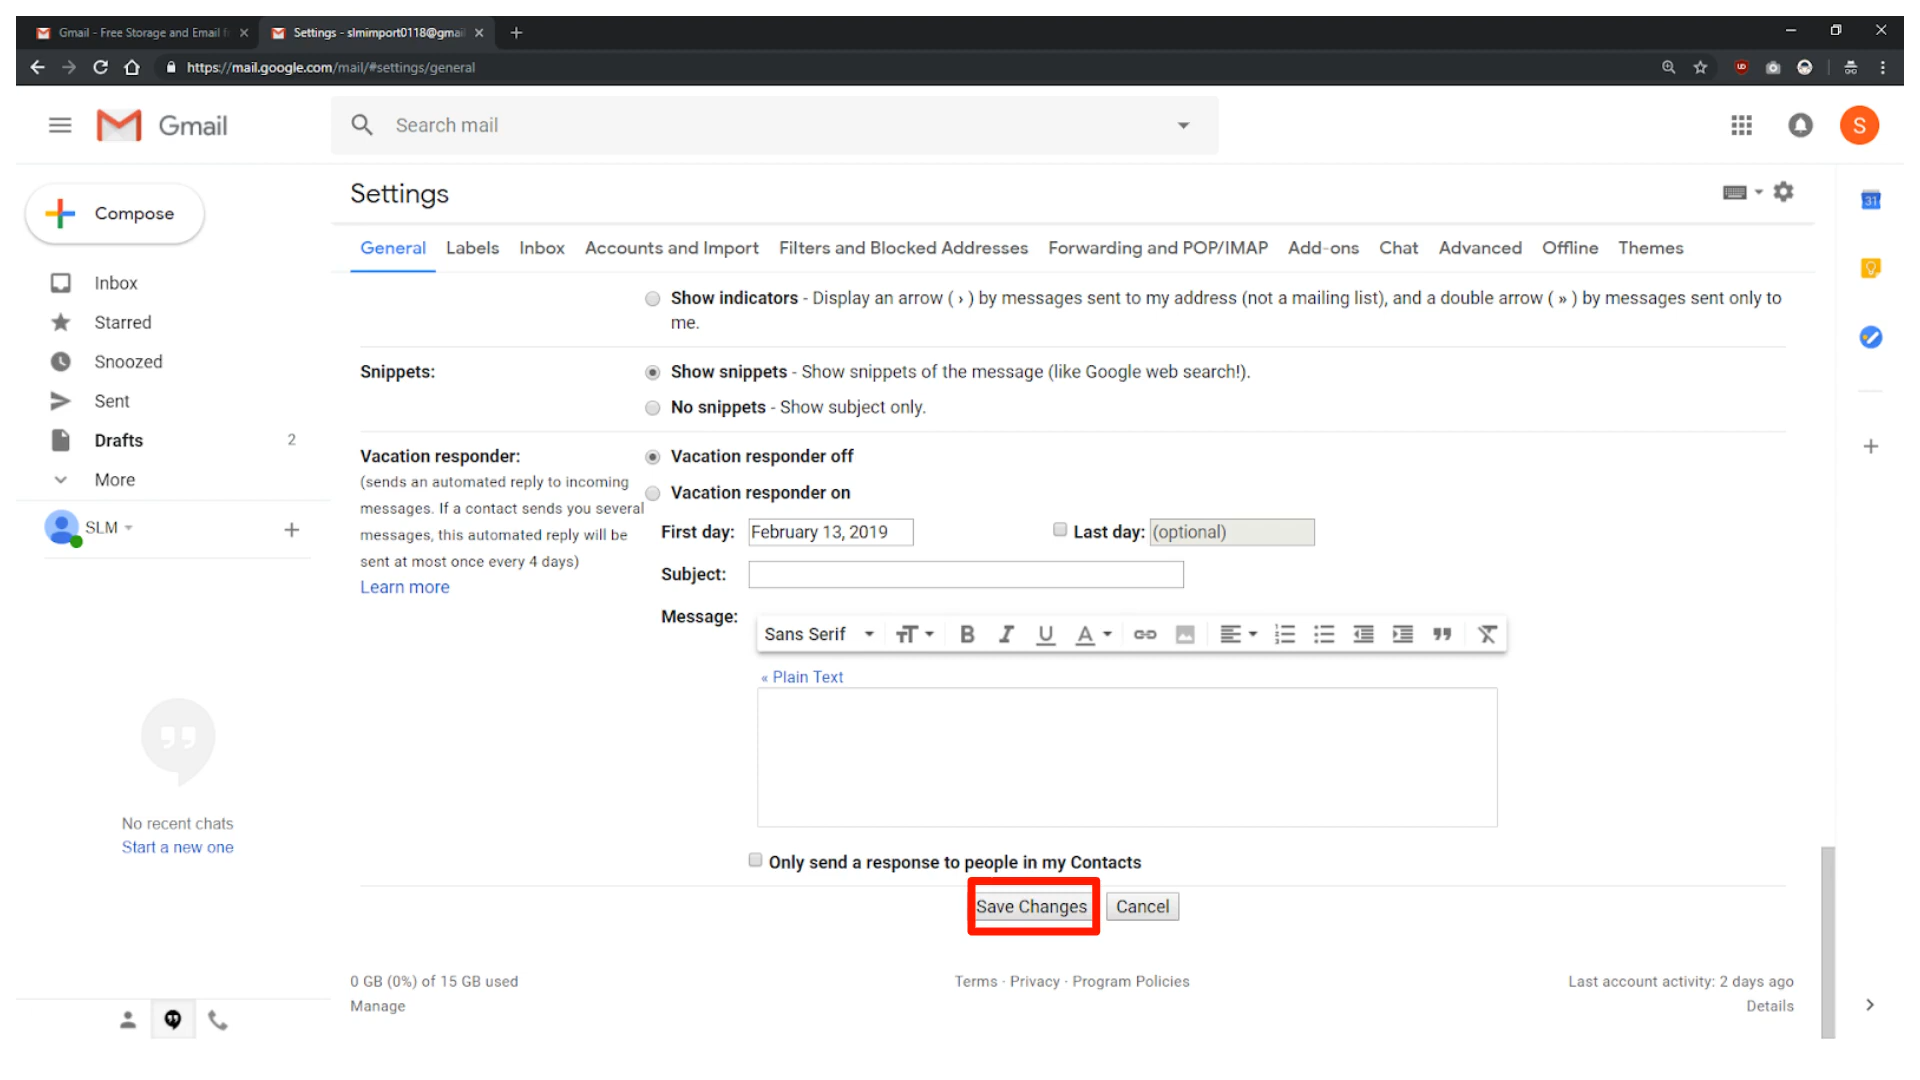 Gmail - Free Storage and Email f
Settings - slmimport0118@gmail
https://mail.google.com/mail/#settings/general
Gmail
Search mail
S
Compose
Settings
31
General Labels Inbox Accounts and Import Filters and Blocked Addresses Forwarding and POP/IMAP Add-ons Chat Advanced Offline Themes
Inbox
Starred
Snoozed
Sent
Drafts 2
More
SLM
Show indicators - Display an arrow ( › ) by messages sent to my address (not a mailing list), and a double arrow ( » ) by messages sent only to
me.
Snippets:
Show snippets - Show snippets of the message (like Google web search!).
No snippets - Show subject only.
Vacation responder:
(sends an automated reply to incoming
messages. If a contact sends you several
messages, this automated reply will be
sent at most once every 4 days)
Learn more
Vacation responder off
Vacation responder on
First day: February 13, 2019 Last day: (optional)
Subject:
Message:
Sans Serif
« Plain Text
Only send a response to people in my Contacts
Save Changes Cancel
No recent chats
Start a new one
0 GB (0%) of 15 GB used
Manage
Terms · Privacy · Program Policies
Last account activity: 2 days ago
Details